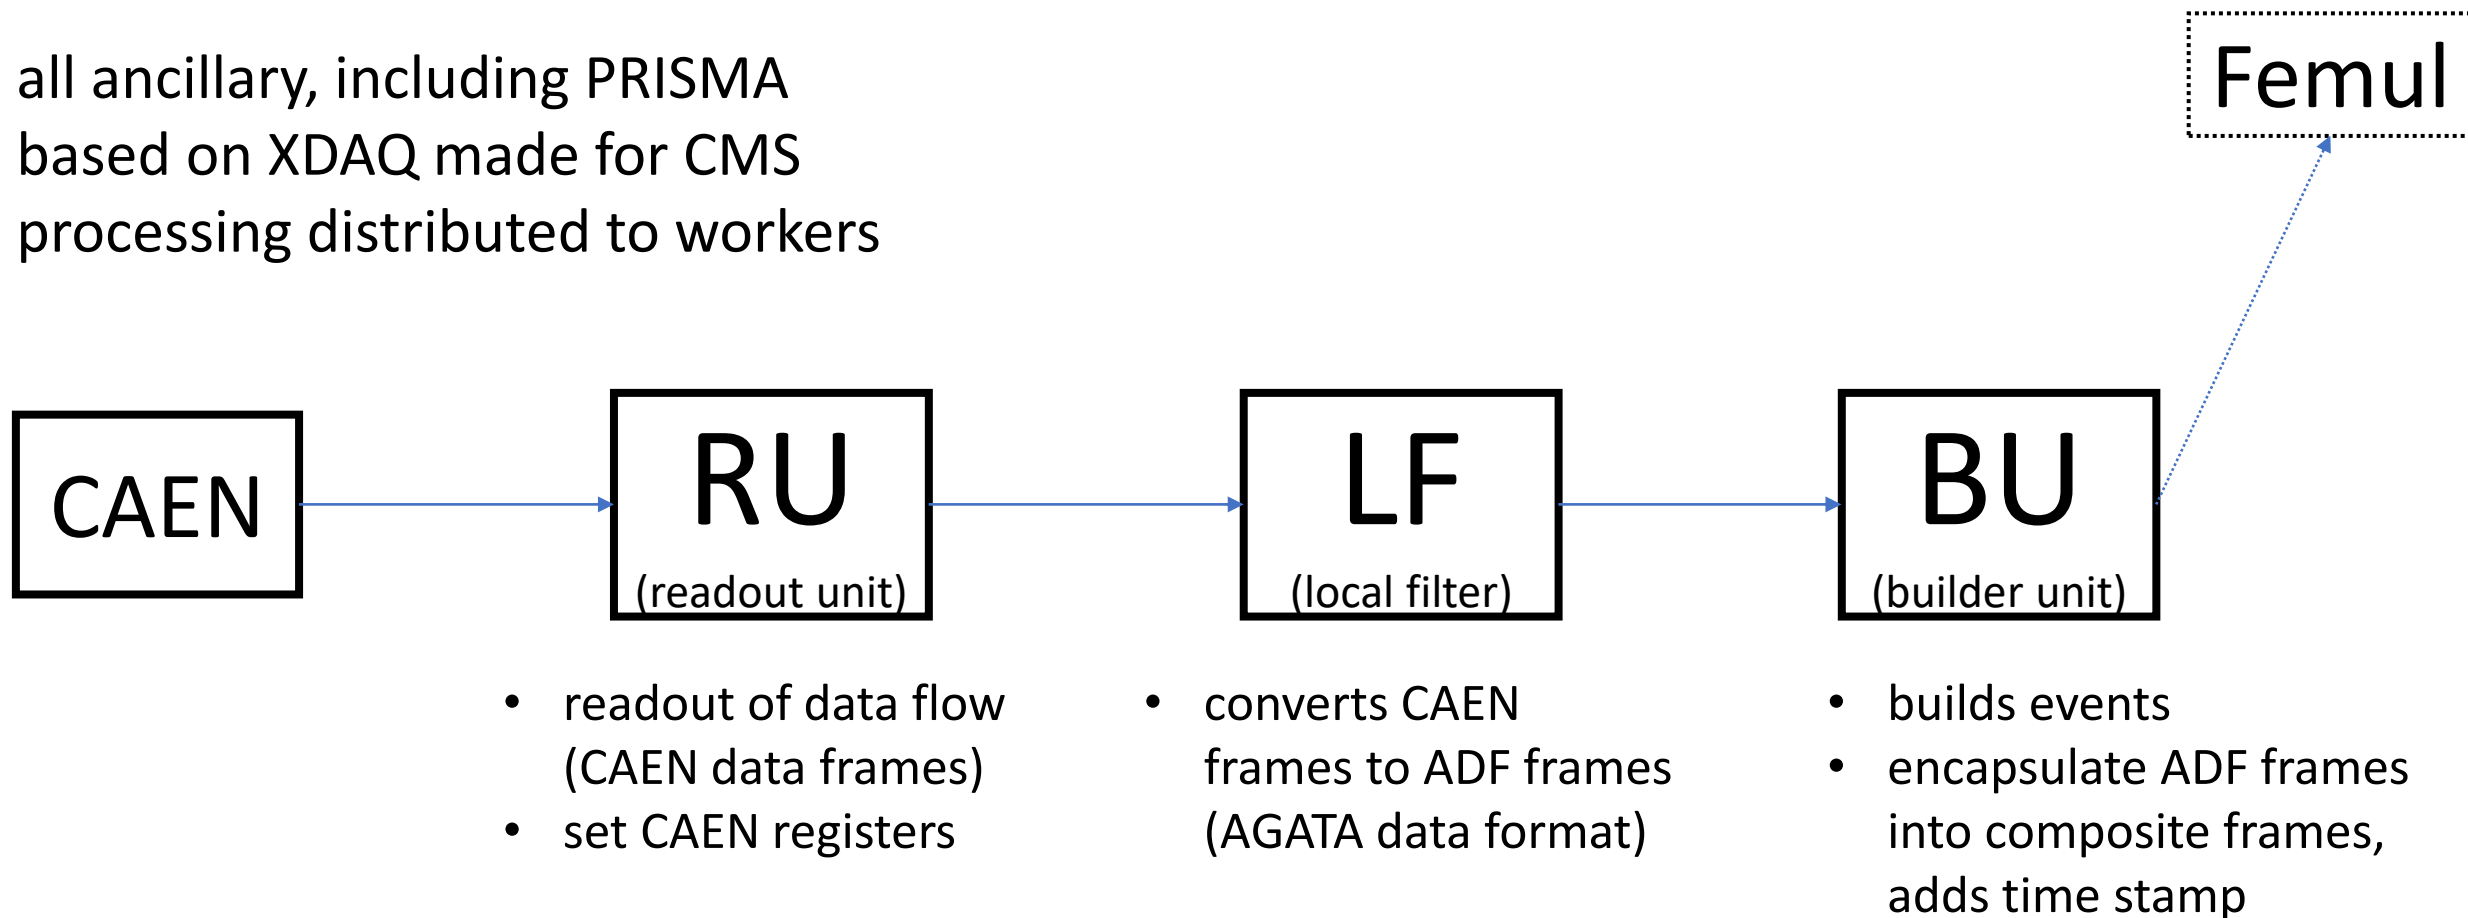 all ancillary, including PRISMA
based on XDAQ made for CMS
processing distributed to workers
Femul
CAEN
RU
(readout unit)
LF
(local filter)
BU
(builder unit)
• readout of data flow
(CAEN data frames)
• set CAEN registers
• converts CAEN
frames to ADF frames
(AGATA data format)
• builds events
• encapsulate ADF frames
into composite frames,
adds time stamp